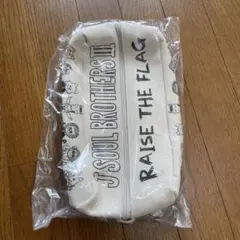 J SOUL BROTHERS III
RAISE THE FLAG